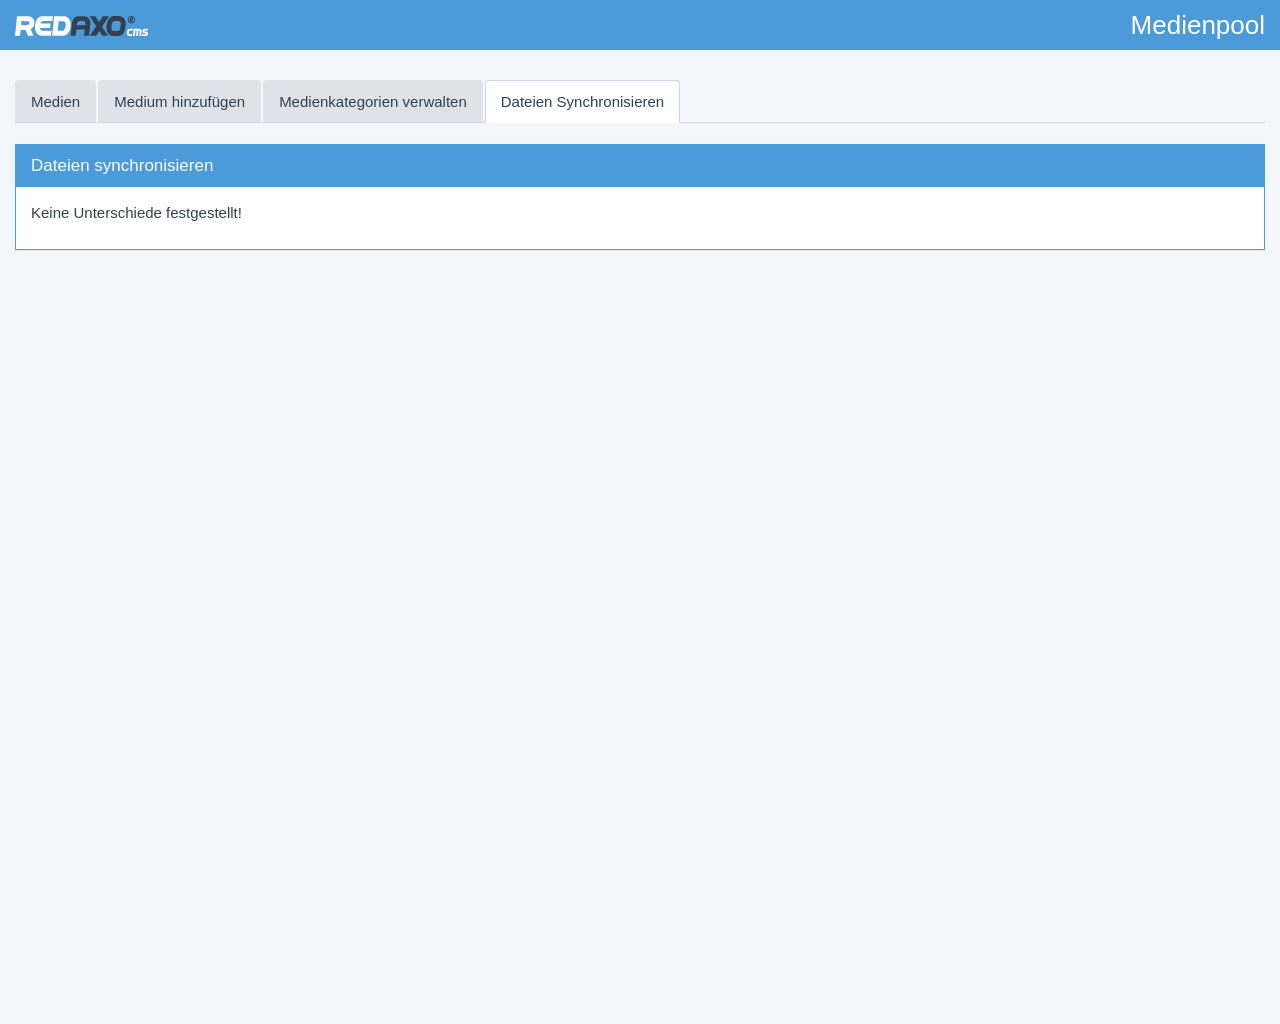 REDAXO® cms
Medienpool
Medien
Medium hinzufügen
Medienkategorien verwalten
Dateien Synchronisieren
Dateien synchronisieren
Keine Unterschiede festgestellt!